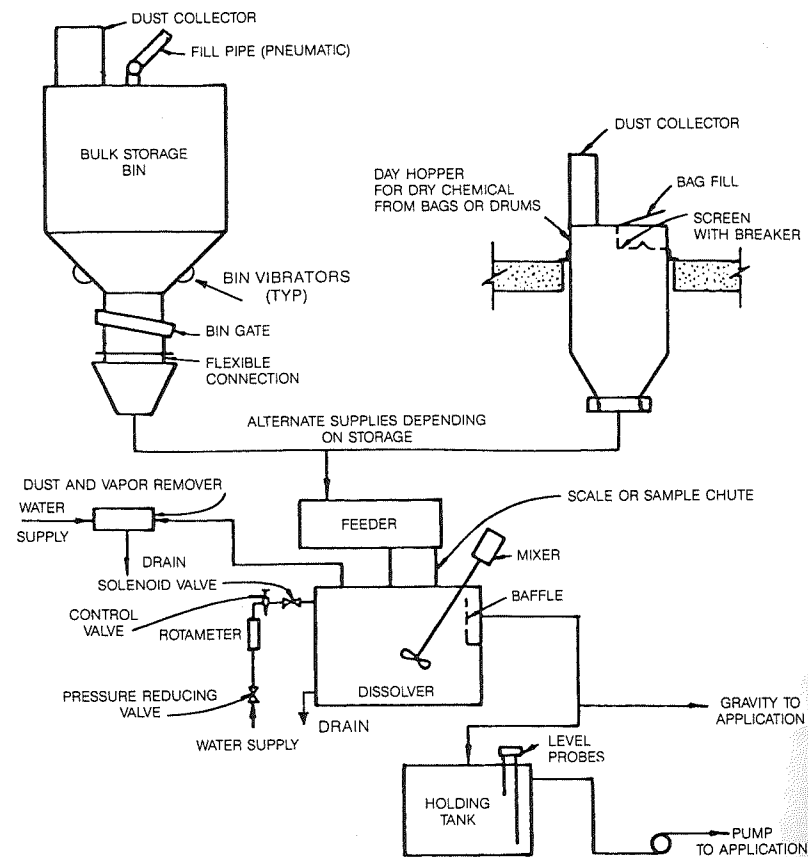 DUST COLLECTOR
FILL PIPE (PNEUMATIC)
BULK STORAGE
BIN
BIN VIBRATORS
(TYP)
BIN GATE
FLEXIBLE
CONNECTION
DUST COLLECTOR
DAY HOPPER
FOR DRY CHEMICAL
FROM BAGS OR DRUMS
BAG FILL
SCREEN
WITH BREAKER
ALTERNATE SUPPLIES DEPENDING
ON STORAGE
DUST AND VAPOR REMOVER
WATER
SUPPLY
DRAIN
SOLENOID VALVE
CONTROL
VALVE
ROTAMETER
PRESSURE REDUCING
VALVE
WATER SUPPLY
FEEDER
SCALE OR SAMPLE CHUTE
MIXER
BAFFLE
DISSOLVER
DRAIN
GRAVITY TO
APPLICATION
LEVEL
PROBES
HOLDING
TANK
PUMP
TO APPLICATION